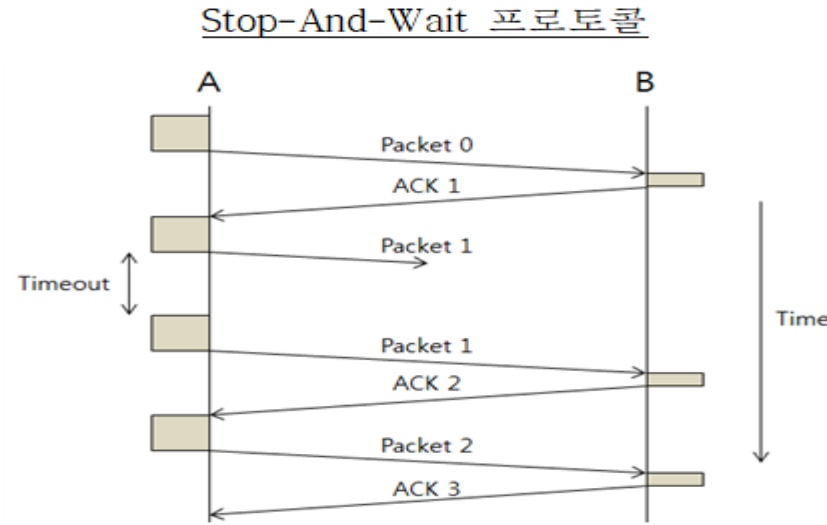 Stop-And-Wait 프로토콜
A B
Packet 0
ACK 1
Packet 1
Timeout
Time
Packet 1
ACK 2
Packet 2
ACK 3